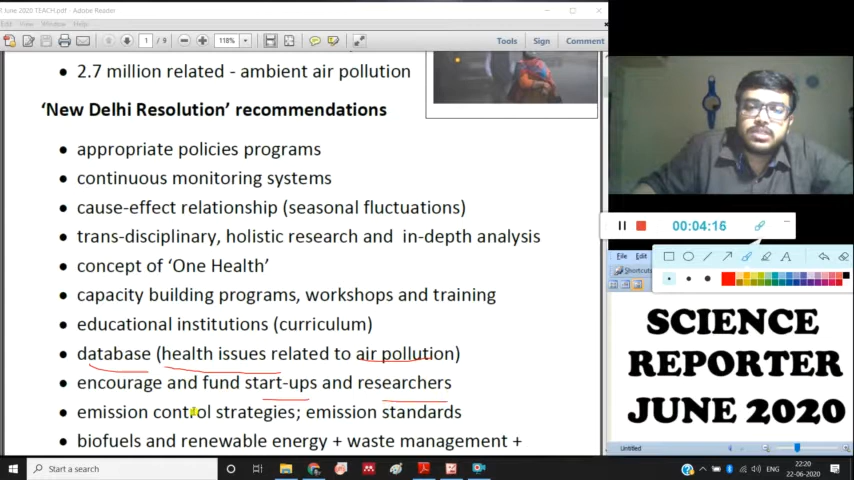 1 June 2020 TEACH.pdf - Adobe Reader
Edit View Window Help
1 / 9 118% Tools Sign Comment
• 2.7 million related - ambient air pollution
'New Delhi Resolution' recommendations
• appropriate policies programs
• continuous monitoring systems
• cause-effect relationship (seasonal fluctuations)
• trans-disciplinary, holistic research and in-depth analysis
• concept of 'One Health'
• capacity building programs, workshops and training
• educational institutions (curriculum)
• database (health issues related to air pollution)
• encourage and fund start-ups and researchers
• emission control strategies; emission standards
• biofuels and renewable energy + waste management +
00:04:16
File Edit
A
Shortcuts
SCIENCE
REPORTER
JUNE 2020
Untitled
Start a search
ENG
22:20
22-06-2020